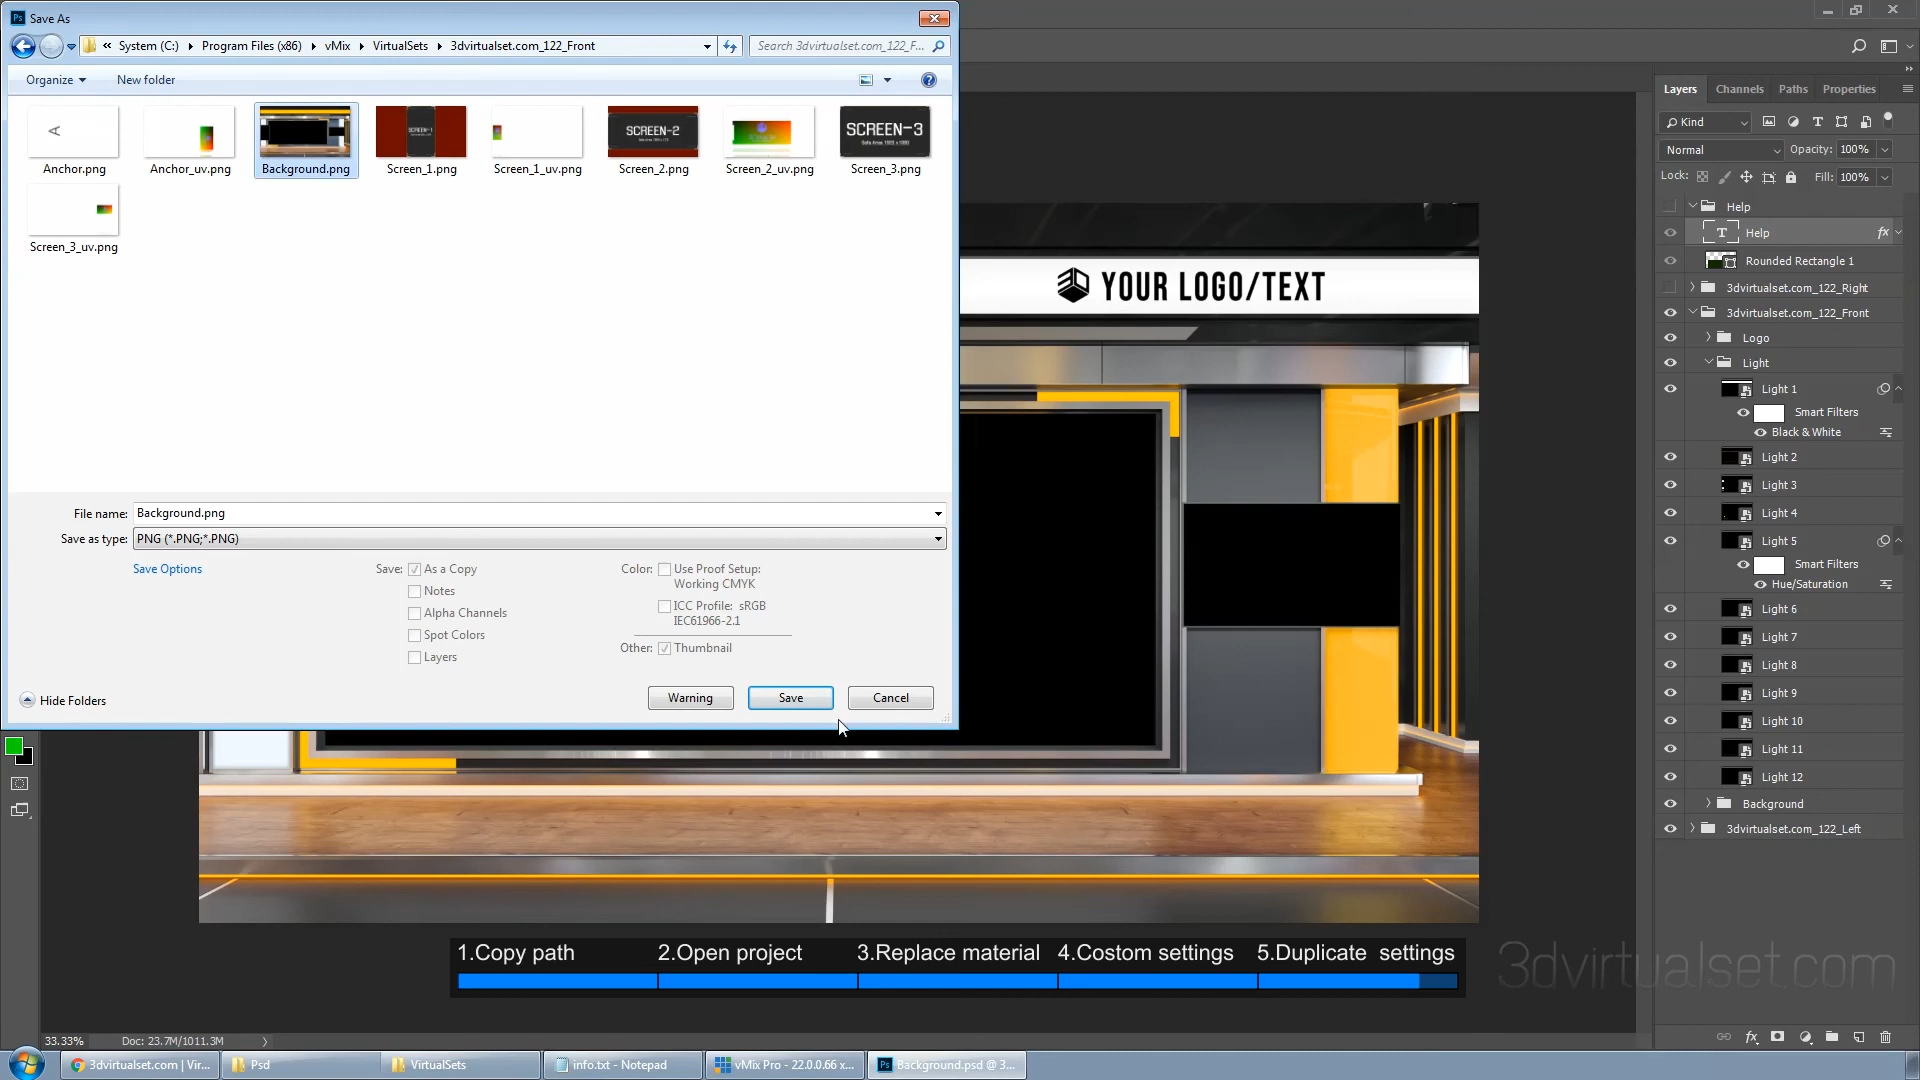 Save As
« System (C:) Program Files (x86) vMix VirtualSets 3dvirtualset.com_122_Front
Search 3dvirtualset.com_122_F...
Organize
New folder
Anchor.png
Anchor_uv.png
Background.png
SCREEN-1
Screen_1.png
Screen_1_uv.png
SCREEN-2
Screen_2.png
Screen_2_uv.png
SCREEN-3
Screen_3.png
Screen_3_uv.png
File name: Background.png
Save as type: PNG (*.PNG;*.PNG)
Save Options
Save: As a Copy
Notes
Alpha Channels
Spot Colors
Layers
Color: Use Proof Setup:
Working CMYK
ICC Profile: sRGB
IEC61966-2.1
Other: Thumbnail
Hide Folders
Warning
Save
Cancel
YOUR LOGO/TEXT
Layers
Channels
Paths
Properties
Kind
Normal
Opacity: 100%
Lock:
Fill: 100%
Help
Help
fx
Rounded Rectangle 1
3dvirtualset.com_122_Right
3dvirtualset.com_122_Front
Logo
Light
Light 1
Smart Filters
Black & White
Light 2
Light 3
Light 4
Light 5
Smart Filters
Hue/Saturation
Light 6
Light 7
Light 8
Light 9
Light 10
Light 11
Light 12
Background
3dvirtualset.com_122_Left
1.Copy path
2.Open project
3.Replace material
4.Costom settings
5.Duplicate settings
3dvirtualset.com
33.33%
Doc: 23.7M/1011.3M
3dvirtualset.com | Vir...
Psd
VirtualSets
info.txt - Notepad
vMix Pro - 22.0.0.66 x...
Background.psd @ 3...